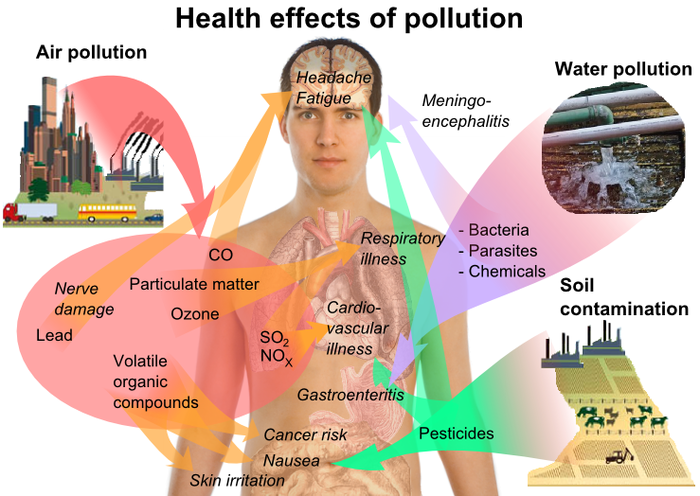 Health effects of pollution
Air pollution
Water pollution
Headache
Fatigue
Meningo-
encephalitis
- Bacteria
- Parasites
- Chemicals
Respiratory
illness
CO
Particulate matter
Ozone
Nerve
damage
Lead
SO₂
NOₓ
Cardio-
vascular
illness
Soil
contamination
Volatile
organic
compounds
Gastroenteritis
Cancer risk
Nausea
Skin irritation
Pesticides